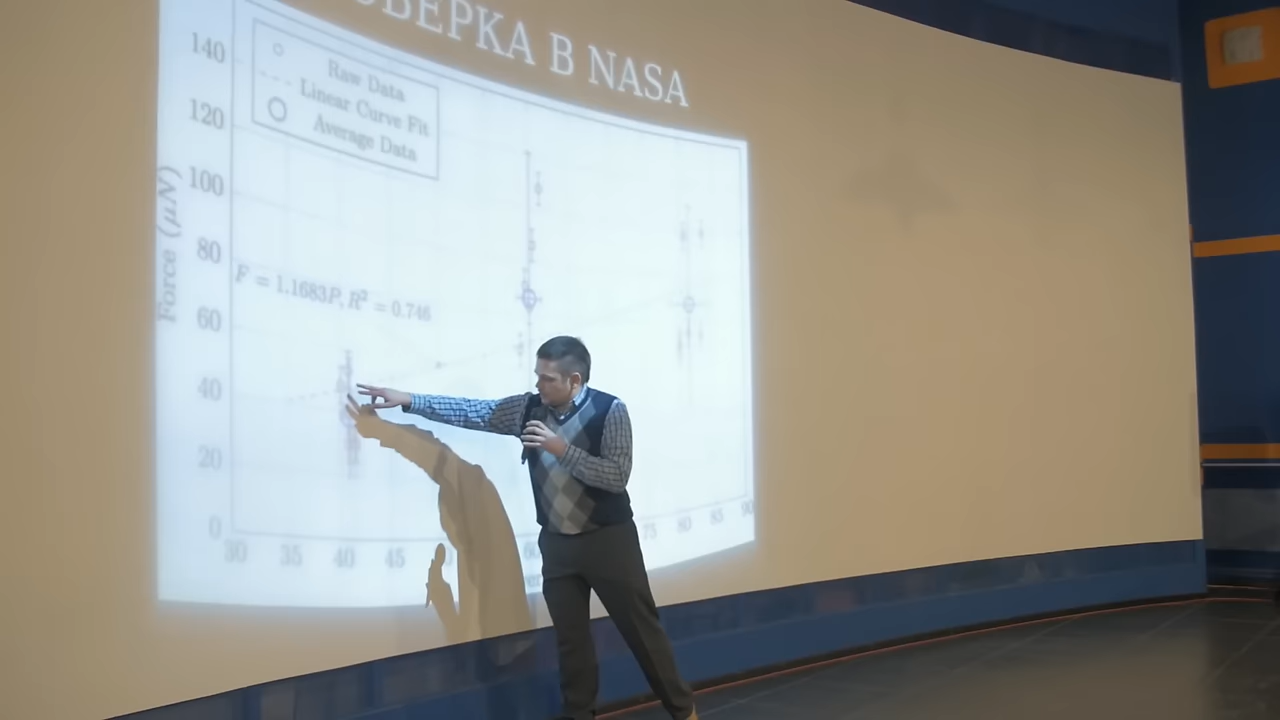 ОВЕРКА В NASA
Raw Data
Linear Curve Fit
Average Data
140
120
100
80
60
40
20
0
Force (µN)
F = 1.1683P, R² = 0.746
30 35 40 45 75 80 85 90